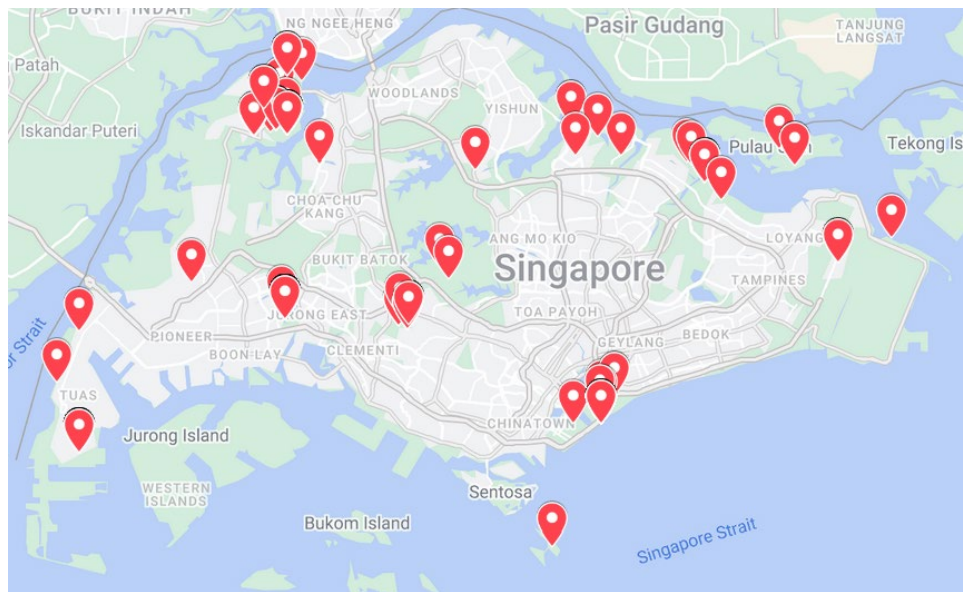 BUKIT INDAH
NG NGEE HENG
Pasir Gudang
TANJUNG
LANGSAT
Patah
WOODLANDS
YISHUN
Iskandar Puteri
Pulau
Tekong Is
CHOA CHU
KANG
ANG MO KIO
LOYANG
BUKIT BATOK
Singapore
TAMPINES
JURONG EAST
TOA PAYOH
PIONEER
GEYLANG
BEDOK
or Strait
BOON LAY
CLEMENTI
TUAS
CHINATOWN
Jurong Island
WESTERN
ISLANDS
Sentosa
Bukom Island
Singapore Strait